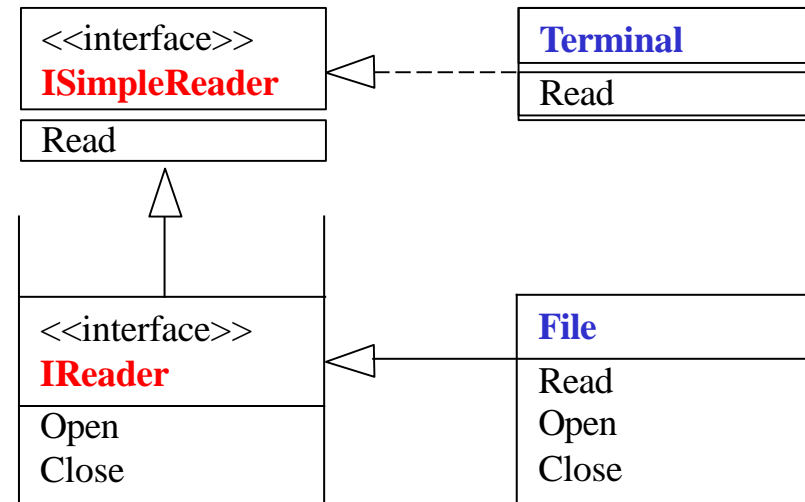 <<interface>>
ISimpleReader
Read
Terminal
Read
<<interface>>
IReader
Open
Close
File
Read
Open
Close